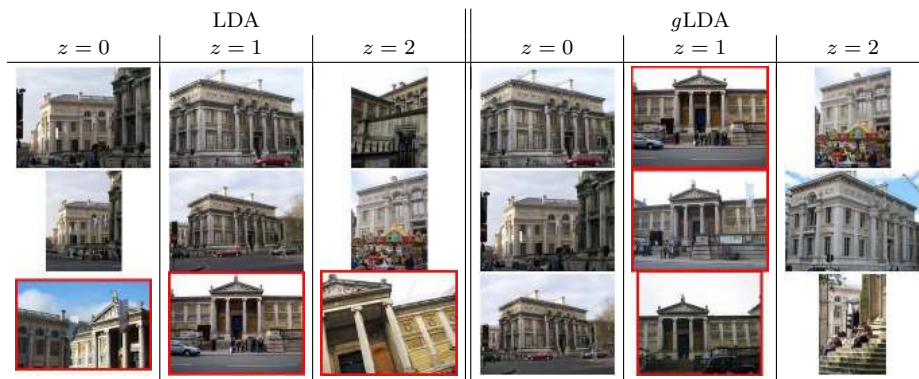 LDA gLDA
z = 0 z = 1 z = 2 z = 0 z = 1 z = 2